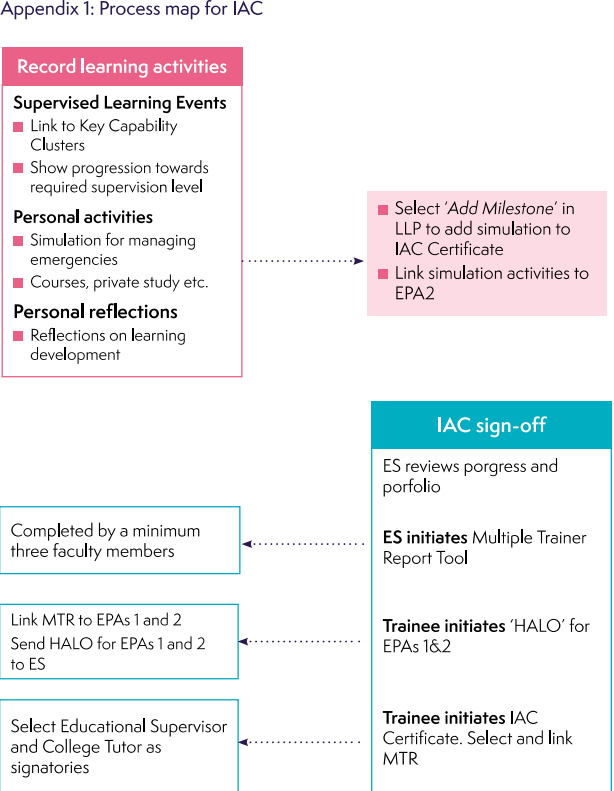 Appendix 1: Process map for IAC
Record learning activities
Supervised Learning Events
Link to Key Capability
Clusters
Show progression towards
required supervision level
Personal activities
Simulation for managing
emergencies
Courses, private study etc.
Personal reflections
Reflections on learning
development
Select ‘Add Milestone’ in
LLP to add simulation to
IAC Certificate
Link simulation activities to
EPA2
IAC sign-off
ES reviews porgress and
porfolio
ES initiates Multiple Trainer
Report Tool
Completed by a minimum
three faculty members
Trainee initiates ‘HALO’ for
EPAs 1&2
Link MTR to EPAs 1 and 2
Send HALO for EPAs 1 and 2
to ES
Trainee initiates IAC
Certificate. Select and link
MTR
Select Educational Supervisor
and College Tutor as
signatories